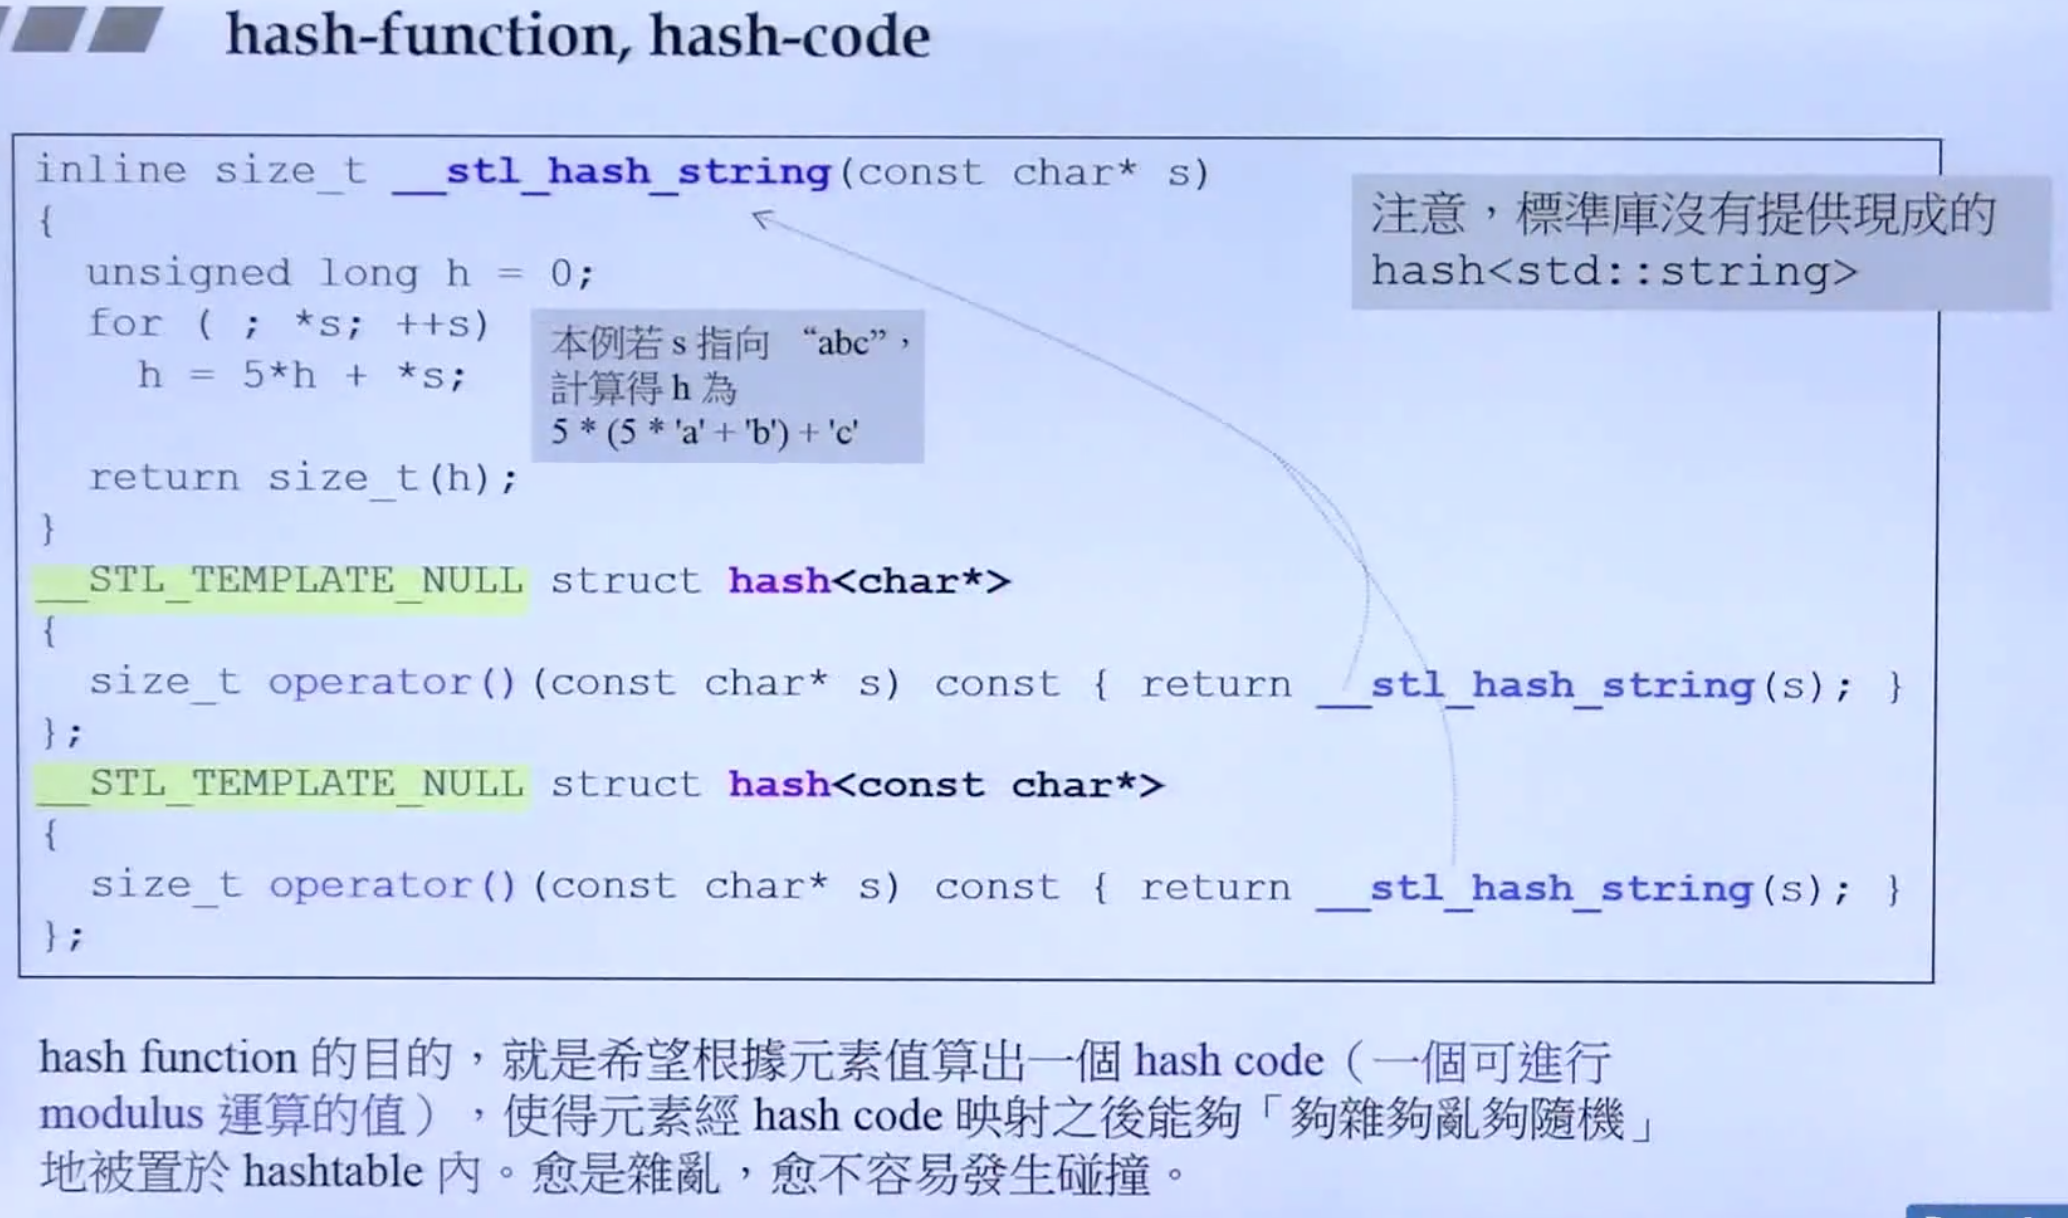 hash-function, hash-code
inline size_t __stl_hash_string(const char* s)
{
注意，標準庫沒有提供現成的
hash<std::string>
unsigned long h = 0;
for ( ; *s; ++s)
h = 5*h + *s;
本例若 s 指向 “abc”，
計算得 h 為
5 * (5 * 'a' + 'b') + 'c'
return size_t(h);
}
__STL_TEMPLATE_NULL struct hash<char*>
{
size_t operator()(const char* s) const { return __stl_hash_string(s); }
};
__STL_TEMPLATE_NULL struct hash<const char*>
{
size_t operator()(const char* s) const { return __stl_hash_string(s); }
};
hash function 的目的，就是希望根據元素值算出一個 hash code（一個可進行
modulus 運算的值），使得元素經 hash code 映射之後能夠「夠雜夠亂夠隨機」
地被置於 hashtable 內。愈是雜亂，愈不容易發生碰撞。